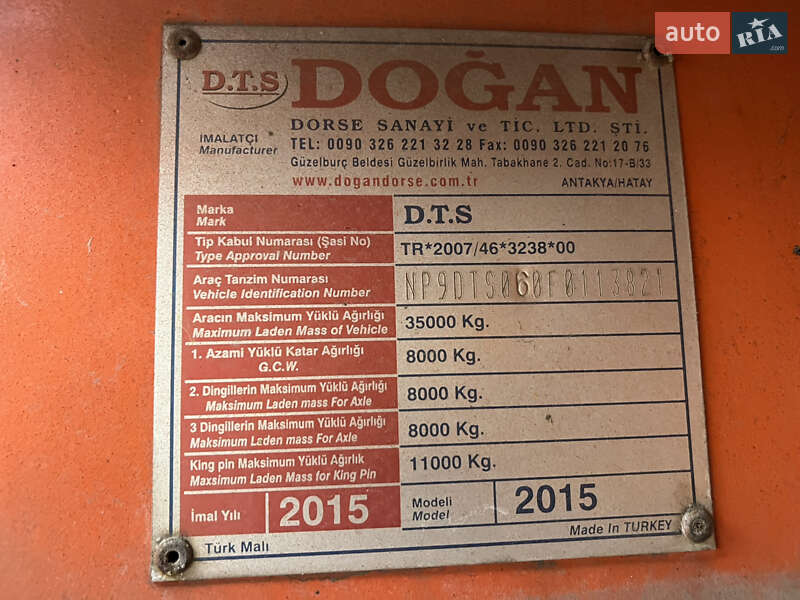 auto RIA .com
D.T.S DOĞAN
DORSE SANAYİ ve TİC. LTD. ŞTİ.
İMALATÇI
Manufacturer
TEL: 0090 326 221 32 28 Fax: 0090 326 221 20 76
Güzelburç Beldesi Güzelbirlik Mah. Tabakhane 2. Cad. No:17-B/33
www.dogandorse.com.tr ANTAKYA/HATAY
Marka
Mark
D.T.S
Tip Kabul Numarası (Şasi No)
Type Approval Number
TR*2007/46*3238*00
Araç Tanzim Numarası
Vehicle Identification Number
NP9DTS060F0113821
Aracın Maksimum Yüklü Ağırlığı
Maximum Laden Mass of Vehicle
35000 Kg.
1. Azami Yüklü Katar Ağırlığı
G.C.W.
8000 Kg.
2. Dingillerin Maksimum Yüklü Ağırlığı
Maksimum Laden mass For Axle
8000 Kg.
3 Dingillerin Maksimum Yüklü Ağırlığı
Maksimum Laden mass For Axle
8000 Kg.
King pin Maksimum Yüklü Ağırlık
Maxsimum Laden Mass for King Pin
11000 Kg.
İmal Yılı 2015
Modeli
Model
2015
Türk Malı
Made In TURKEY